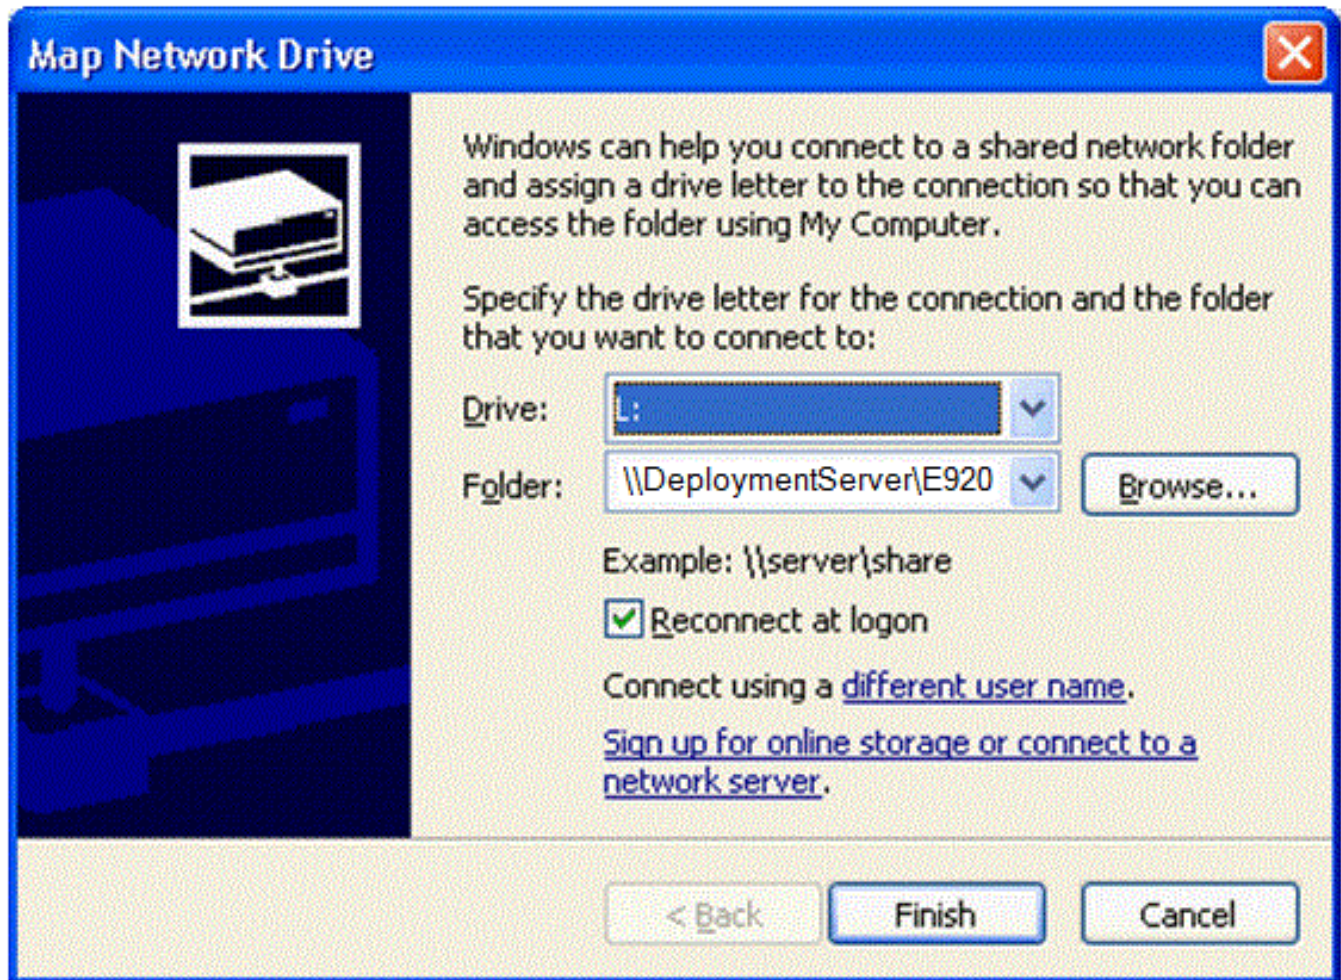 Map Network Drive
Windows can help you connect to a shared network folder
and assign a drive letter to the connection so that you can
access the folder using My Computer.
Specify the drive letter for the connection and the folder
that you want to connect to:
Drive: L:
Folder: \\DeploymentServer\E920 Browse...
Example: \\server\share
Reconnect at logon
Connect using a different user name.
Sign up for online storage or connect to a
network server.
< Back Finish Cancel